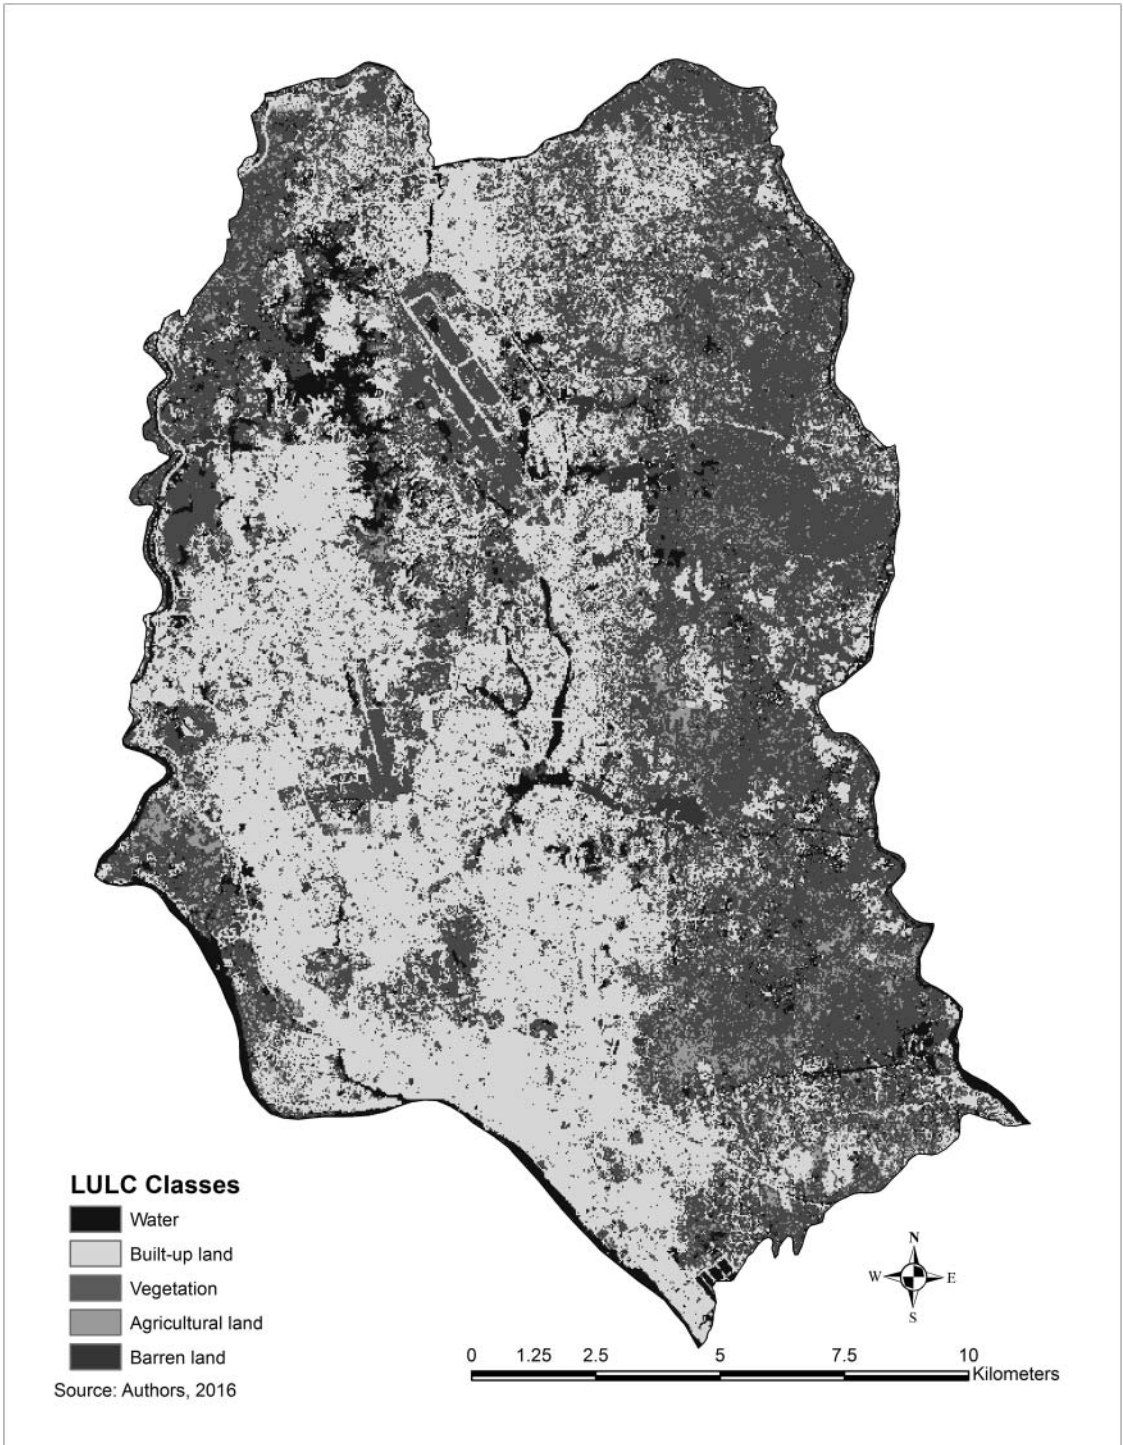 LULC Classes
Water
Built-up land
Vegetation
Agricultural land
Barren land
Source: Authors, 2016
N
W E
S
0 1.25 2.5 5 7.5 10
Kilometers